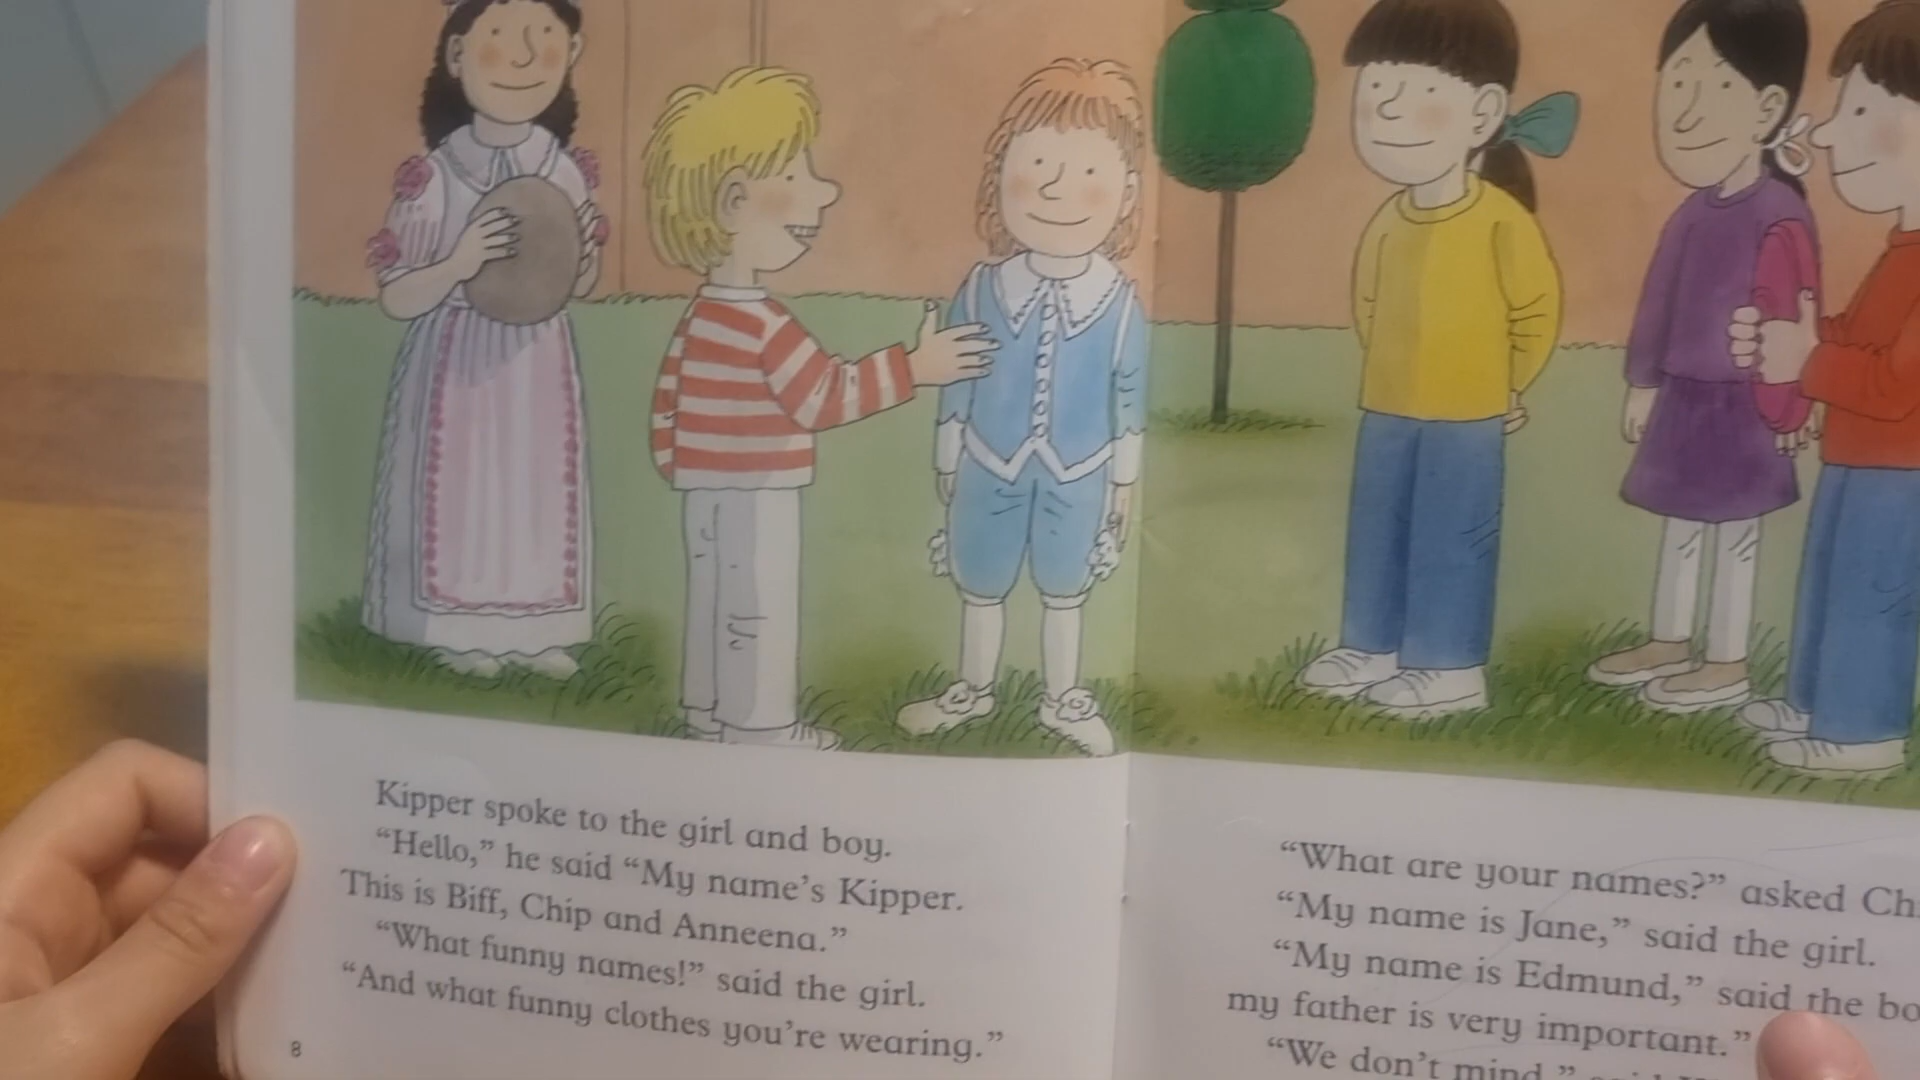 Kipper spoke to the girl and boy.
“Hello,” he said “My name’s Kipper.
This is Biff, Chip and Anneena.”
“What funny names!” said the girl.
“And what funny clothes you’re wearing.”
8
“What are your names?” asked
“My name is Jane,” said the girl.
“My name is Edmund,” said the
my father is very important.”
“We don’t mind,” said